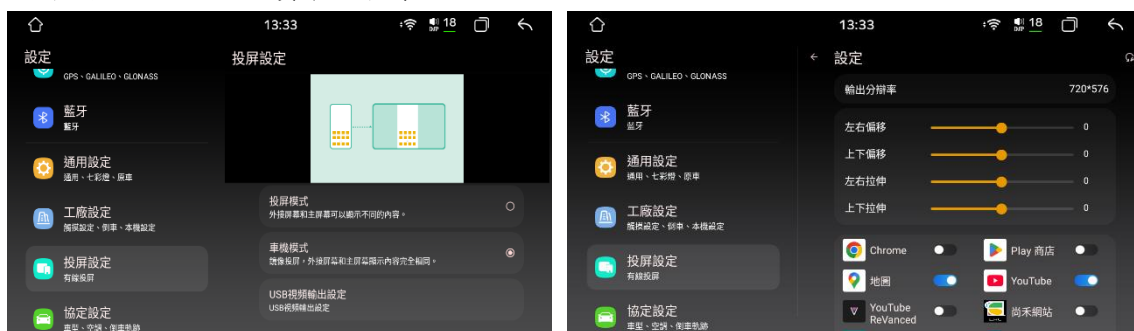 13:33
18
設定
GPS、GALILEO、GLONASS
藍牙
藍牙
通用設定
通用、七彩燈、原車
工廠設定
觸摸設定、倒車、本機設定
投屏設定
有線投屏
協定設定
車型、空調、倒車軌跡
投屏設定
投屏模式
外接屏幕和主屏幕可以顯示不同的內容。
車機模式
鏡像投屏，外接屏幕和主屏幕顯示內容完全相同。
USB視頻輸出設定
USB視頻輸出設定
13:33
18
設定
GPS、GALILEO、GLONASS
藍牙
藍牙
通用設定
通用、七彩燈、原車
工廠設定
觸摸設定、倒車、本機設定
投屏設定
有線投屏
協定設定
車型、空調、倒車軌跡
設定
輸出分辯率 720*576
左右偏移 0
上下偏移 0
左右拉伸 0
上下拉伸 0
Chrome
Play 商店
地圖
YouTube
YouTube
ReVanced
尚禾網站